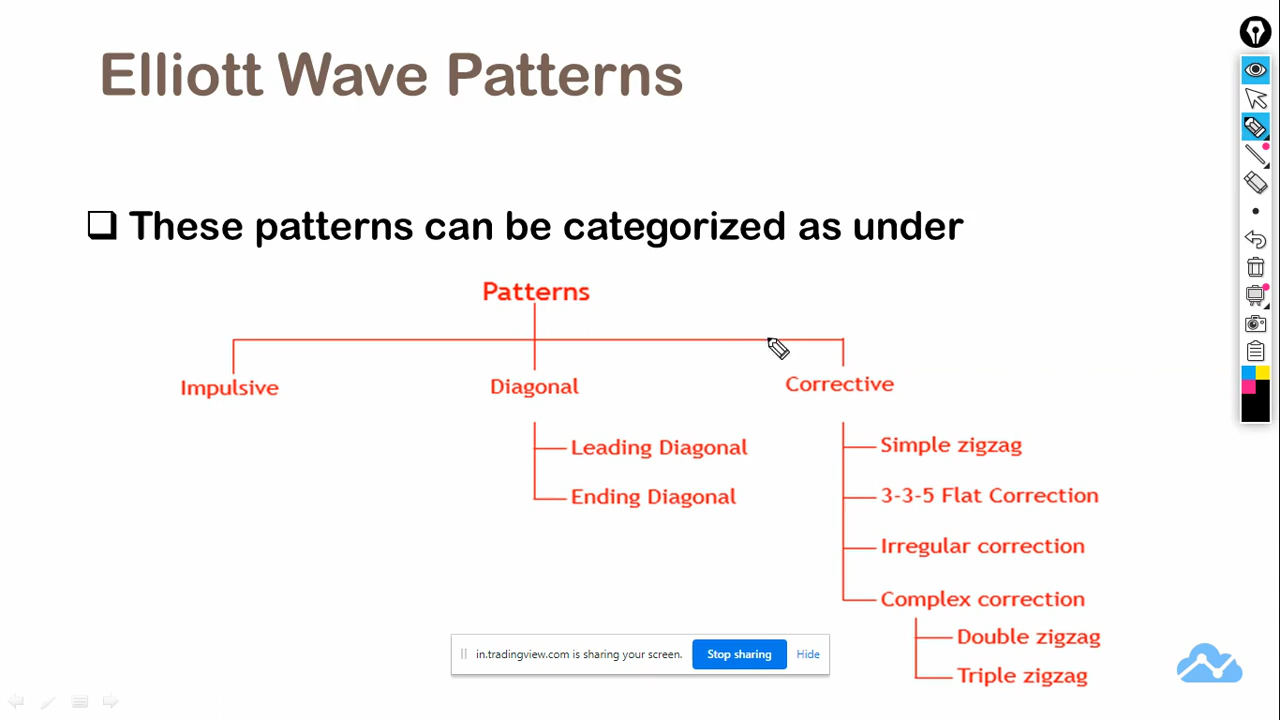 Elliott Wave Patterns
❑ These patterns can be categorized as under
Patterns
Impulsive
Diagonal
Corrective
Leading Diagonal
Ending Diagonal
Simple zigzag
3-3-5 Flat Correction
Irregular correction
Complex correction
Double zigzag
Triple zigzag
in.tradingview.com is sharing your screen.
Stop sharing
Hide